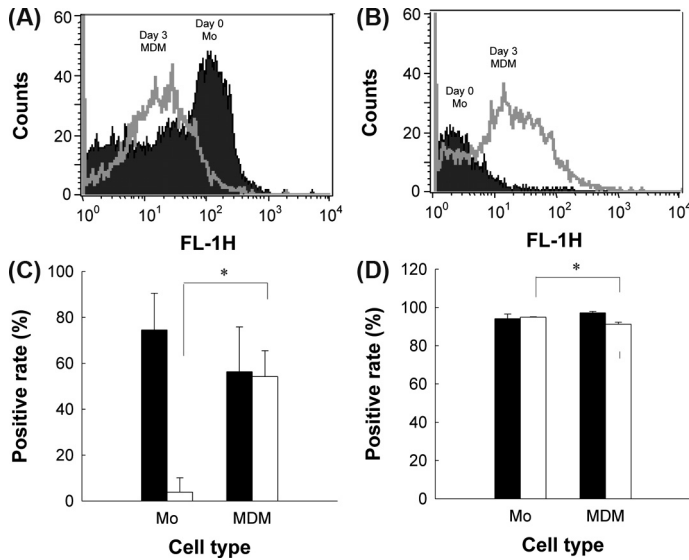 (A)
60
40
20
0
Counts
Day 3
MDM
Day 0
Mo
10⁰
10¹
10²
10³
10⁴
FL-1H
(B)
60
40
20
0
Counts
Day 0
Mo
Day 3
MDM
10⁰
10¹
10²
10³
10⁴
FL-1H
(C)
100
80
60
40
20
0
Positive rate (%)
*
Mo
MDM
Cell type
(D)
120
100
80
60
40
20
0
Positive rate (%)
*
Mo
MDM
Cell type